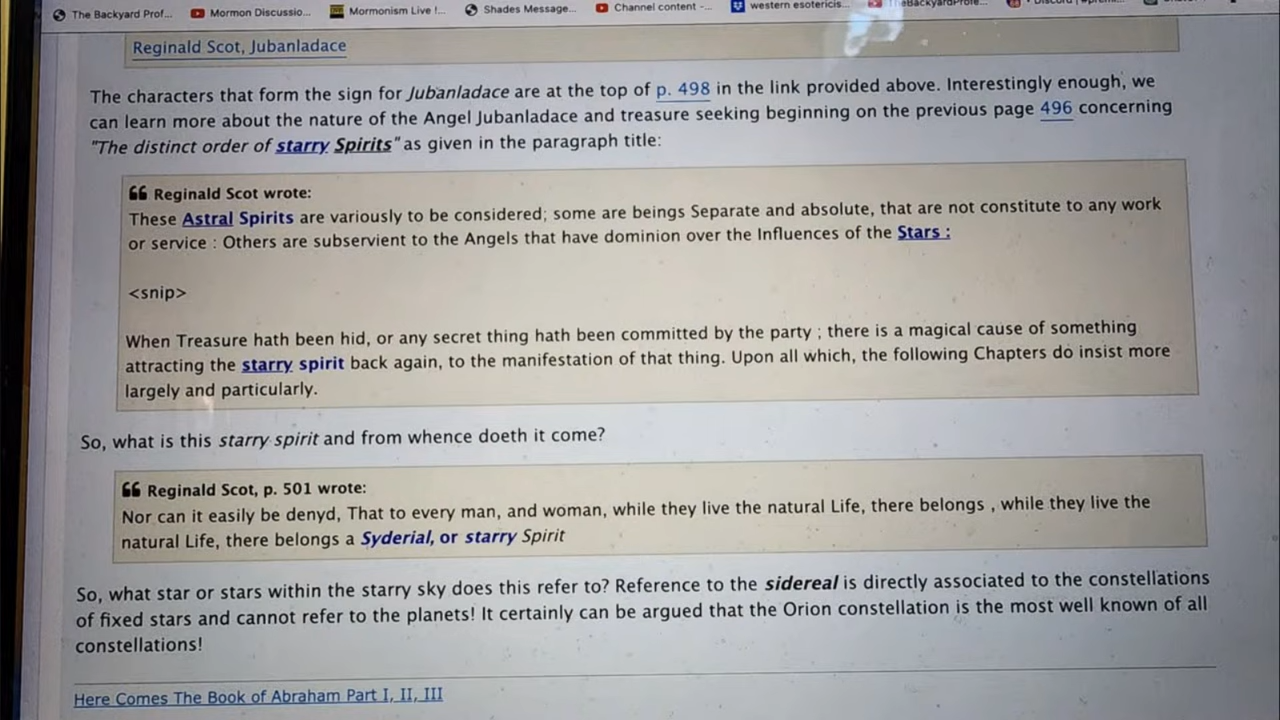 The Backyard Prof... Mormon Discussio... Mormonism Live !... Shades Message... Channel content -... western esotericis... TheBackyardProfe...
Reginald Scot, Jubanladace
The characters that form the sign for Jubanladace are at the top of p. 498 in the link provided above. Interestingly enough, we
can learn more about the nature of the Angel Jubanladace and treasure seeking beginning on the previous page 496 concerning
"The distinct order of starry Spirits" as given in the paragraph title:
Reginald Scot wrote:
These Astral Spirits are variously to be considered; some are beings Separate and absolute, that are not constitute to any work
or service : Others are subservient to the Angels that have dominion over the Influences of the Stars :
<snip>
When Treasure hath been hid, or any secret thing hath been committed by the party ; there is a magical cause of something
attracting the starry spirit back again, to the manifestation of that thing. Upon all which, the following Chapters do insist more
largely and particularly.
So, what is this starry spirit and from whence doeth it come?
Reginald Scot, p. 501 wrote:
Nor can it easily be denyd, That to every man, and woman, while they live the natural Life, there belongs , while they live the
natural Life, there belongs a Syderial, or starry Spirit
So, what star or stars within the starry sky does this refer to? Reference to the sidereal is directly associated to the constellations
of fixed stars and cannot refer to the planets! It certainly can be argued that the Orion constellation is the most well known of all
constellations!
Here Comes The Book of Abraham Part I, II, III